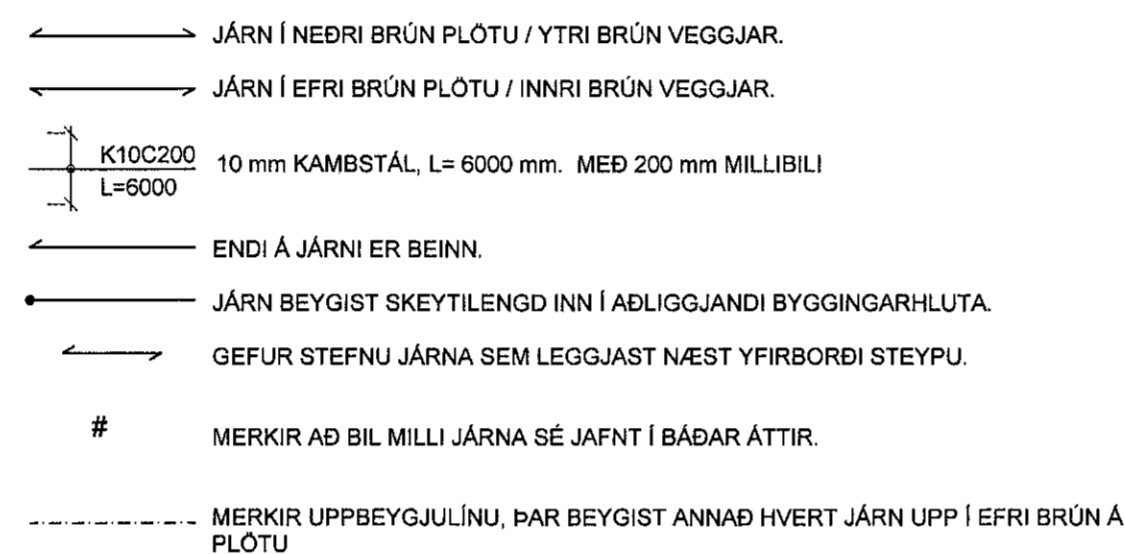 JÁRN Í NEÐRI BRÚN PLÖTU / YTRI BRÚN VEGGJAR.
JÁRN Í EFRI BRÚN PLÖTU / INNRI BRÚN VEGGJAR.
K10C200
L=6000
10 mm KAMBSTÁL, L= 6000 mm. MEÐ 200 mm MILLIBILI
ENDI Á JÁRNI ER BEINN.
JÁRN BEYGIST SKEYTILENGD INN Í AÐLIGGJANDI BYGGINGARHLUTA.
GEFUR STEFNU JÁRNA SEM LEGGJAST NÆST YFIRBORÐI STEYPU.
# MERKIR AÐ BIL MILLI JÁRNA SÉ JAFNT Í BÁÐAR ÁTTIR.
MERKIR UPPBEYGJULÍNU, ÞAR BEYGIST ANNAÐ HVERT JÁRN UPP Í EFRI BRÚN Á
PLÖTU